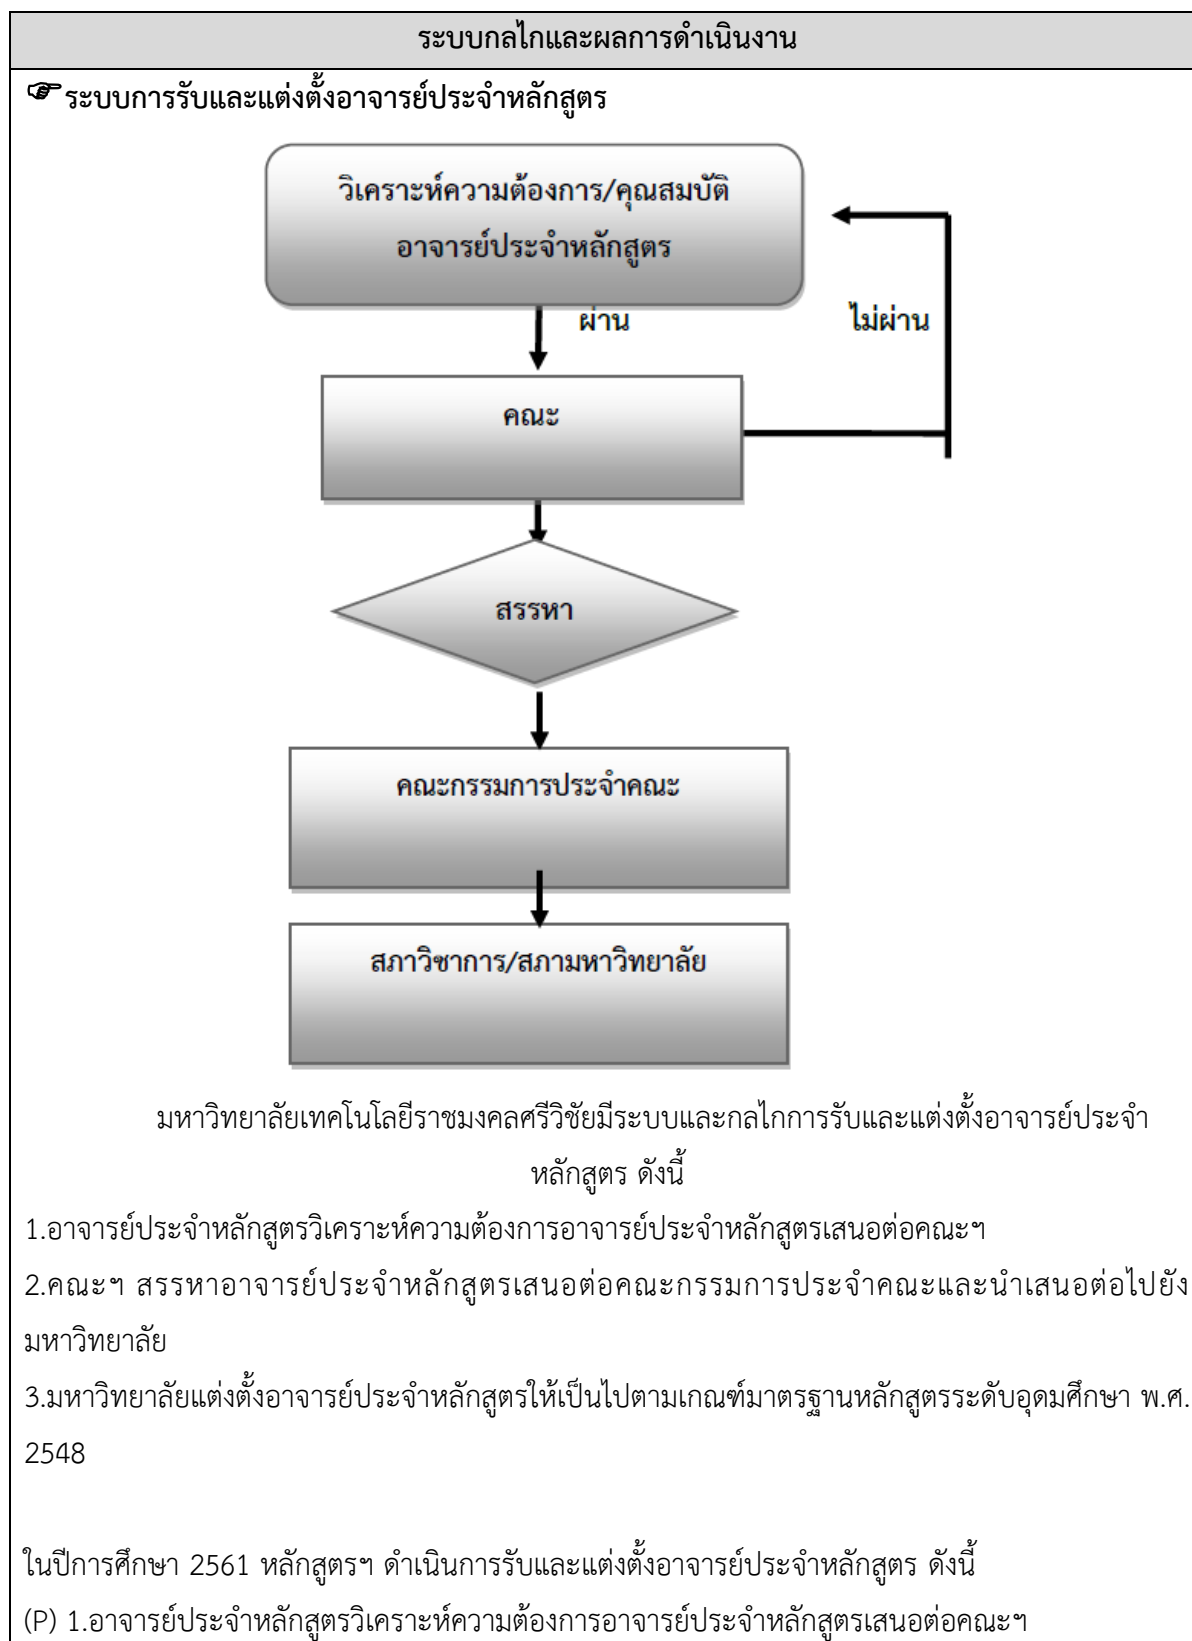 ระบบกลไกและผลการดำเนินงาน
☞ระบบการรับและแต่งตั้งอาจารย์ประจำหลักสูตร
วิเคราะห์ความต้องการ/คุณสมบัติ
อาจารย์ประจำหลักสูตร
ผ่าน
ไม่ผ่าน
คณะ
สรรหา
คณะกรรมการประจำคณะ
สภาวิชาการ/สภามหาวิทยาลัย
มหาวิทยาลัยเทคโนโลยีราชมงคลศรีวิชัยมีระบบและกลไกการรับและแต่งตั้งอาจารย์ประจำ
หลักสูตร ดังนี้
1.อาจารย์ประจำหลักสูตรวิเคราะห์ความต้องการอาจารย์ประจำหลักสูตรเสนอต่อคณะฯ
2.คณะฯ สรรหาอาจารย์ประจำหลักสูตรเสนอต่อคณะกรรมการประจำคณะและนำเสนอต่อไปยัง
มหาวิทยาลัย
3.มหาวิทยาลัยแต่งตั้งอาจารย์ประจำหลักสูตรให้เป็นไปตามเกณฑ์มาตรฐานหลักสูตรระดับอุดมศึกษา พ.ศ.
2548
ในปีการศึกษา 2561 หลักสูตรฯ ดำเนินการรับและแต่งตั้งอาจารย์ประจำหลักสูตร ดังนี้
(P) 1.อาจารย์ประจำหลักสูตรวิเคราะห์ความต้องการอาจารย์ประจำหลักสูตรเสนอต่อคณะฯ